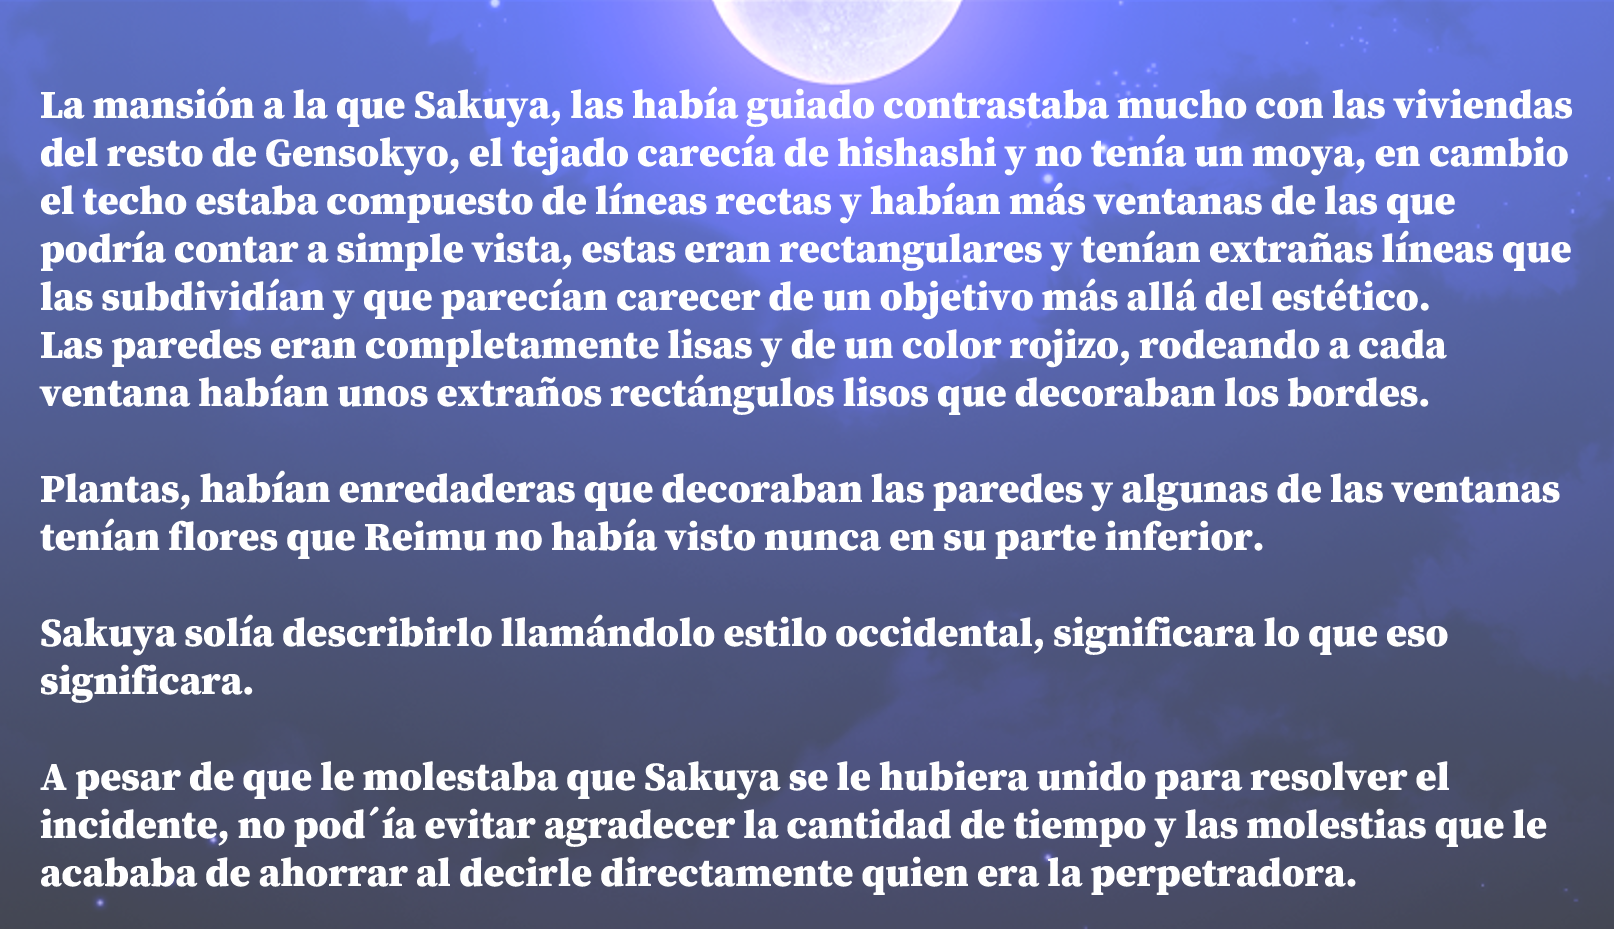 La mansión a la que Sakuya, las había guiado contrastaba mucho con las viviendas
del resto de Gensokyo, el tejado carecía de hishashi y no tenía un moya, en cambio
el techo estaba compuesto de líneas rectas y habían más ventanas de las que
podría contar a simple vista, estas eran rectangulares y tenían extrañas líneas que
las subdividían y que parecían carecer de un objetivo más allá del estético.
Las paredes eran completamente lisas y de un color rojizo, rodeando a cada
ventana habían unos extraños rectángulos lisos que decoraban los bordes.
Plantas, habían enredaderas que decoraban las paredes y algunas de las ventanas
tenían flores que Reimu no había visto nunca en su parte inferior.
Sakuya solía describirlo llamándolo estilo occidental, significara lo que eso
significara.
A pesar de que le molestaba que Sakuya se le hubiera unido para resolver el
incidente, no pod´ía evitar agradecer la cantidad de tiempo y las molestias que le
acababa de ahorrar al decirle directamente quien era la perpetradora.